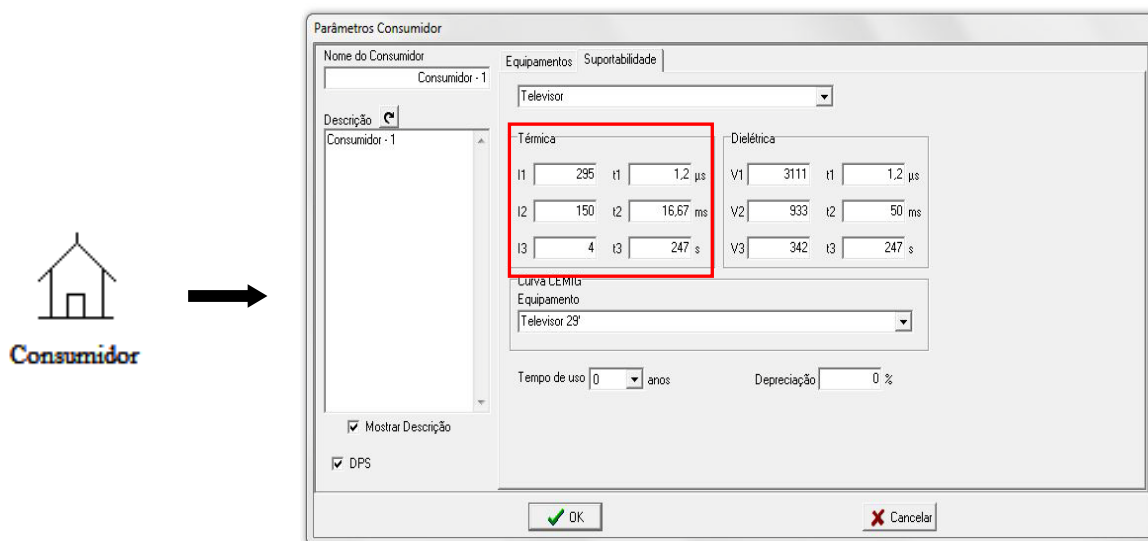 Parâmetros Consumidor
Nome do Consumidor
Consumidor - 1
Descrição
Consumidor - 1
Mostrar Descrição
DPS
Equipamentos Suportabilidade
Televisor
Térmica
I1 295 t1 1,2 μs
I2 150 t2 16,67 ms
I3 4 t3 247 s
Dielétrica
V1 3111 t1 1,2 μs
V2 933 t2 50 ms
V3 342 t3 247 s
Curva CEMIG
Equipamento
Televisor 29'
Tempo de uso 0 anos Depreciação 0 %
OK Cancelar
Consumidor